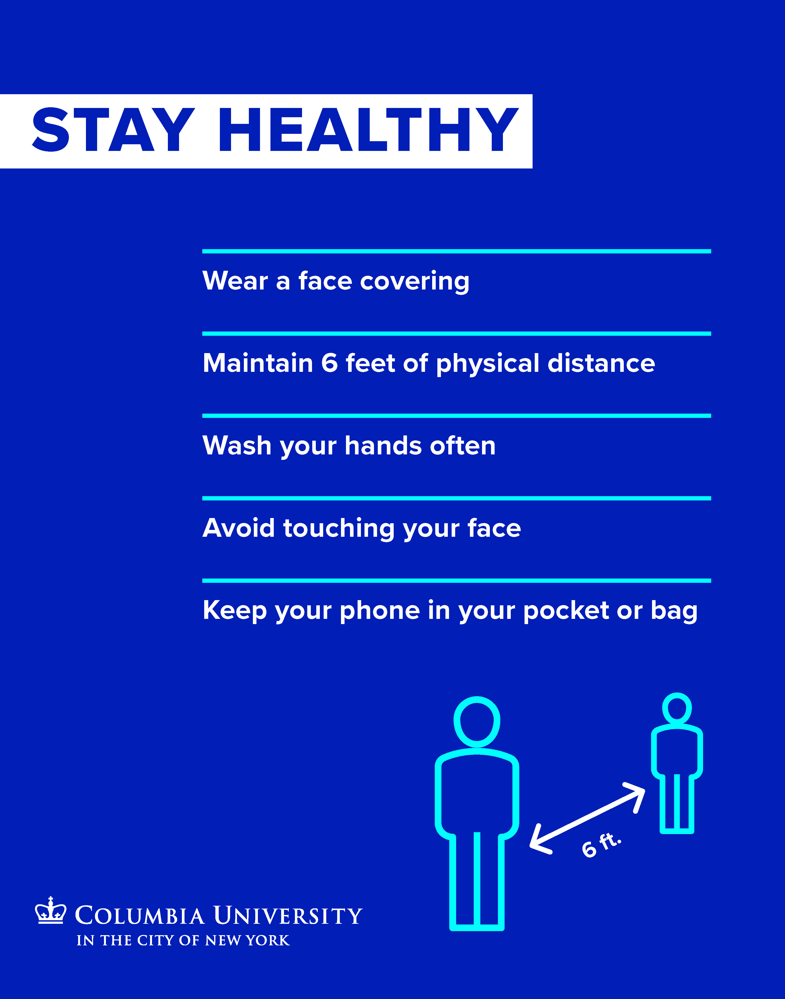 STAY HEALTHY
Wear a face covering
Maintain 6 feet of physical distance
Wash your hands often
Avoid touching your face
Keep your phone in your pocket or bag
6 ft.
COLUMBIA UNIVERSITY
IN THE CITY OF NEW YORK